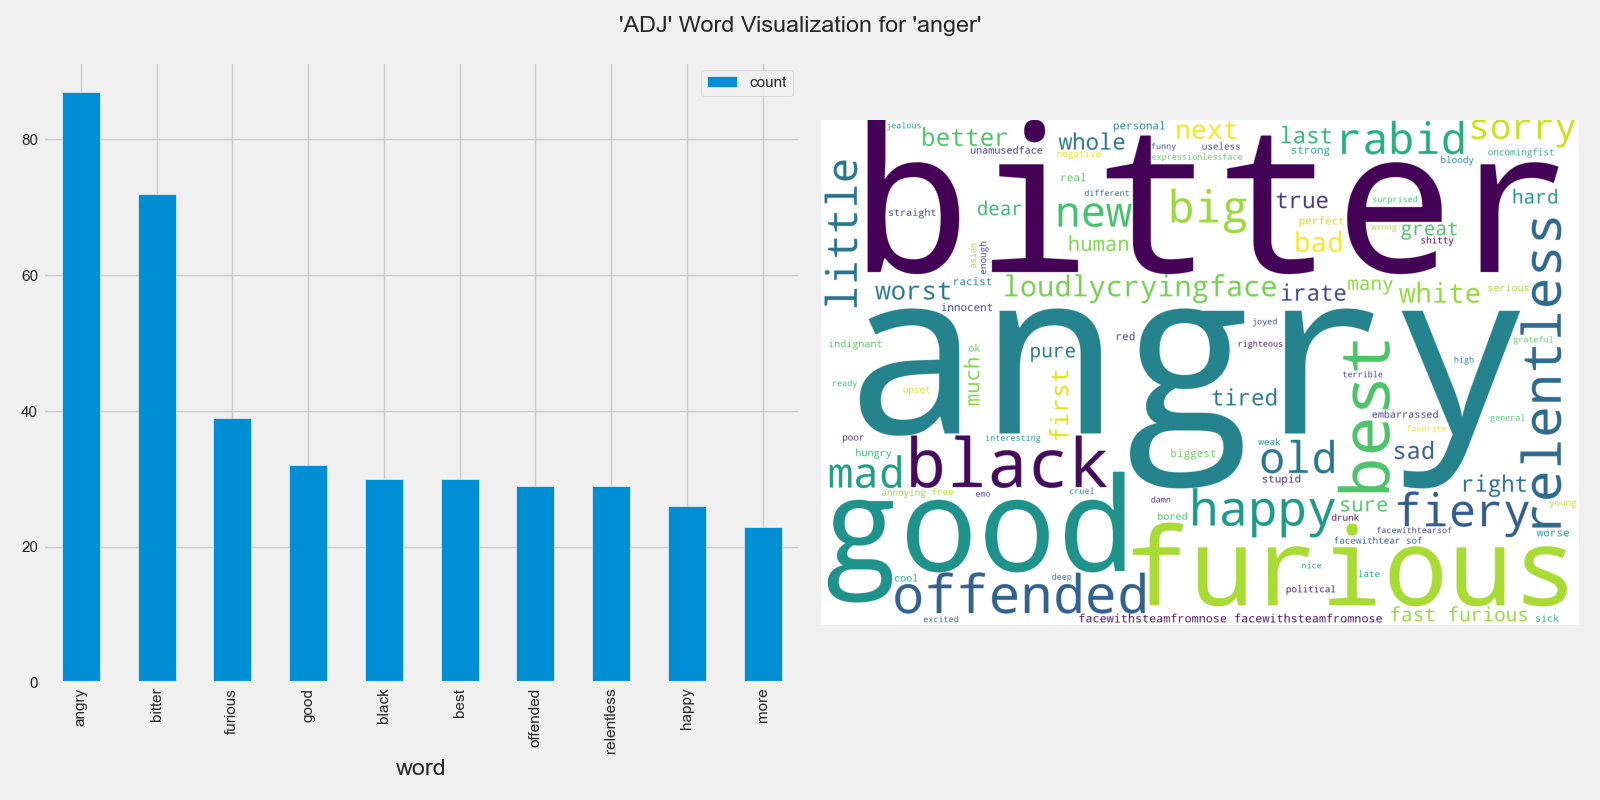 'ADJ' Word Visualization for 'anger'
count
80
60
40
20
0
angry
bitter
furious
good
black
best
offended
relentless
happy
more
word
jealous
better
unamusedface
whole
personal
negative
funny
useless
expressionlessface
next
last
strong
rabid
sorry
oncomingfist
bloody
bitter
little
straight
dear
real
different
new
big
true
perfect
bad
surprised
wrong
great
shitty
hard
human
asian
enough
worst
racist
innocent
loudlycryingface
irate
many
white
serious
relentless
angry
indignant
ready
upset
much
ok
pure
first
red
joyed
righteous
tired
best
terrible
high
grateful
embarrassed
favorite
general
poor
hungry
interesting
mad
black
annoying free
emo
cruel
biggest
weak
old
stupid
sad
right
good
damn
bored
happy
drunk
sure
fiery
young
worse
facewithtearsof
facewithtear sof
furious
cool
offended
deep
nice
late
political
excited
facewithsteamfromnose facewithsteamfromnose
fast furious
sick